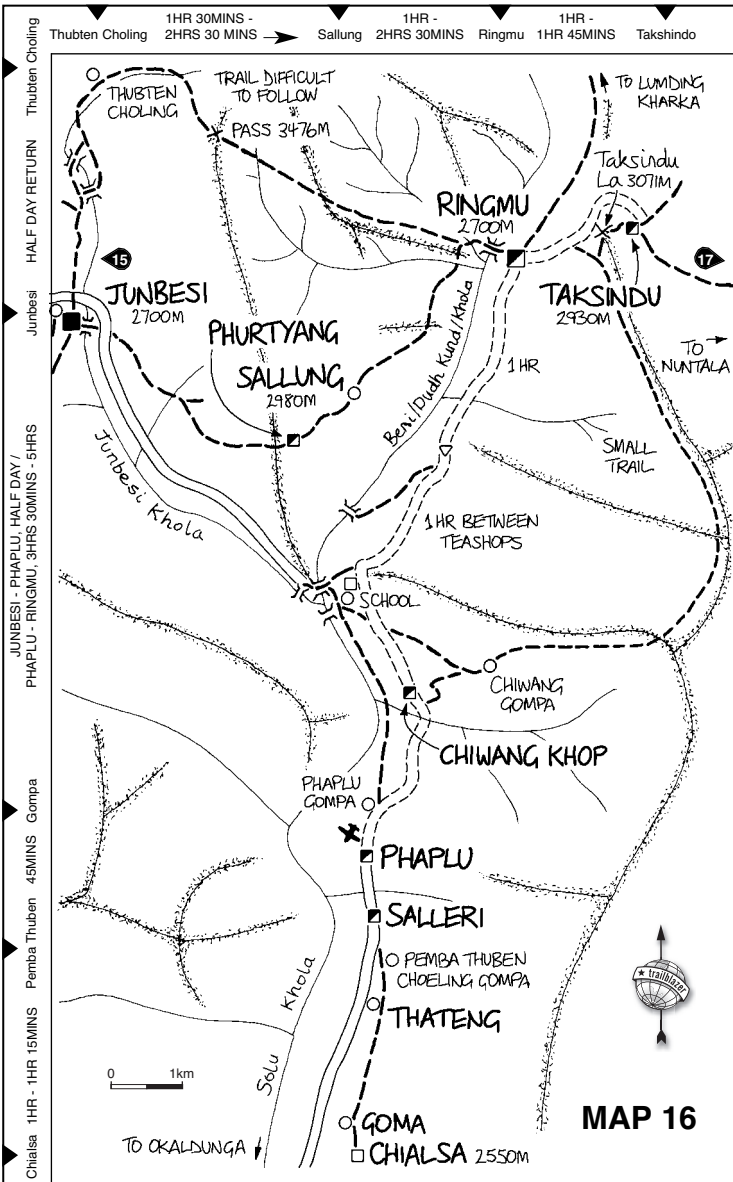 1HR 30MINS -
2HRS 30 MINS
1HR -
2HRS 30MINS
1HR -
1HR 45MINS
Thubten Choling
Sallung
Ringmu
Takshindo
Thubten Choling
HALF DAY RETURN
Junbesi
JUNBESI - PHAPLU, HALF DAY /
PHAPLU - RINGMU, 3HRS 30MINS - 5HRS
Gompa
45MINS
Pemba Thuben
1HR - 1HR 15MINS
Chialsa
THUBTEN
CHOLING
TRAIL DIFFICULT
TO FOLLOW
PASS 3476M
TO LUMDING
KHARKA
Taksindu
La 3071M
RINGMU
2700M
15
17
JUNBESI
2700M
TAKSINDU
2930M
PHURTYANG
SALLUNG
2980M
Beni/Dudh Kund/Khola
1HR
TO
NUNTALA
SMALL
TRAIL
Junbesi Khola
1HR BETWEEN
TEASHOPS
SCHOOL
CHIWANG
GOMPA
CHIWANG KHOP
PHAPLU
GOMPA
PHAPLU
SALLERI
PEMBA THUBEN
CHOELING GOMPA
THATENG
Solu Khola
trailblazer
0 1km
GOMA
CHIALSA 2550M
TO OKALDUNGA
MAP 16